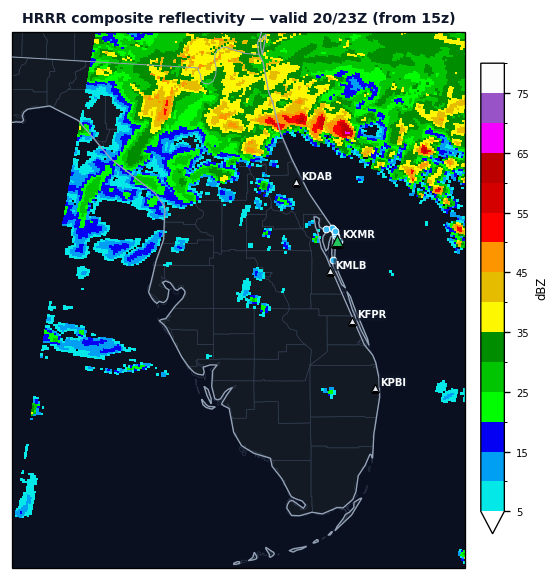 HRRR composite reflectivity — valid 20/23Z (from 15z)
KDAB
KXMR
KMLB
KFPR
KPBI
75
65
55
45
35
25
15
5
dBZ